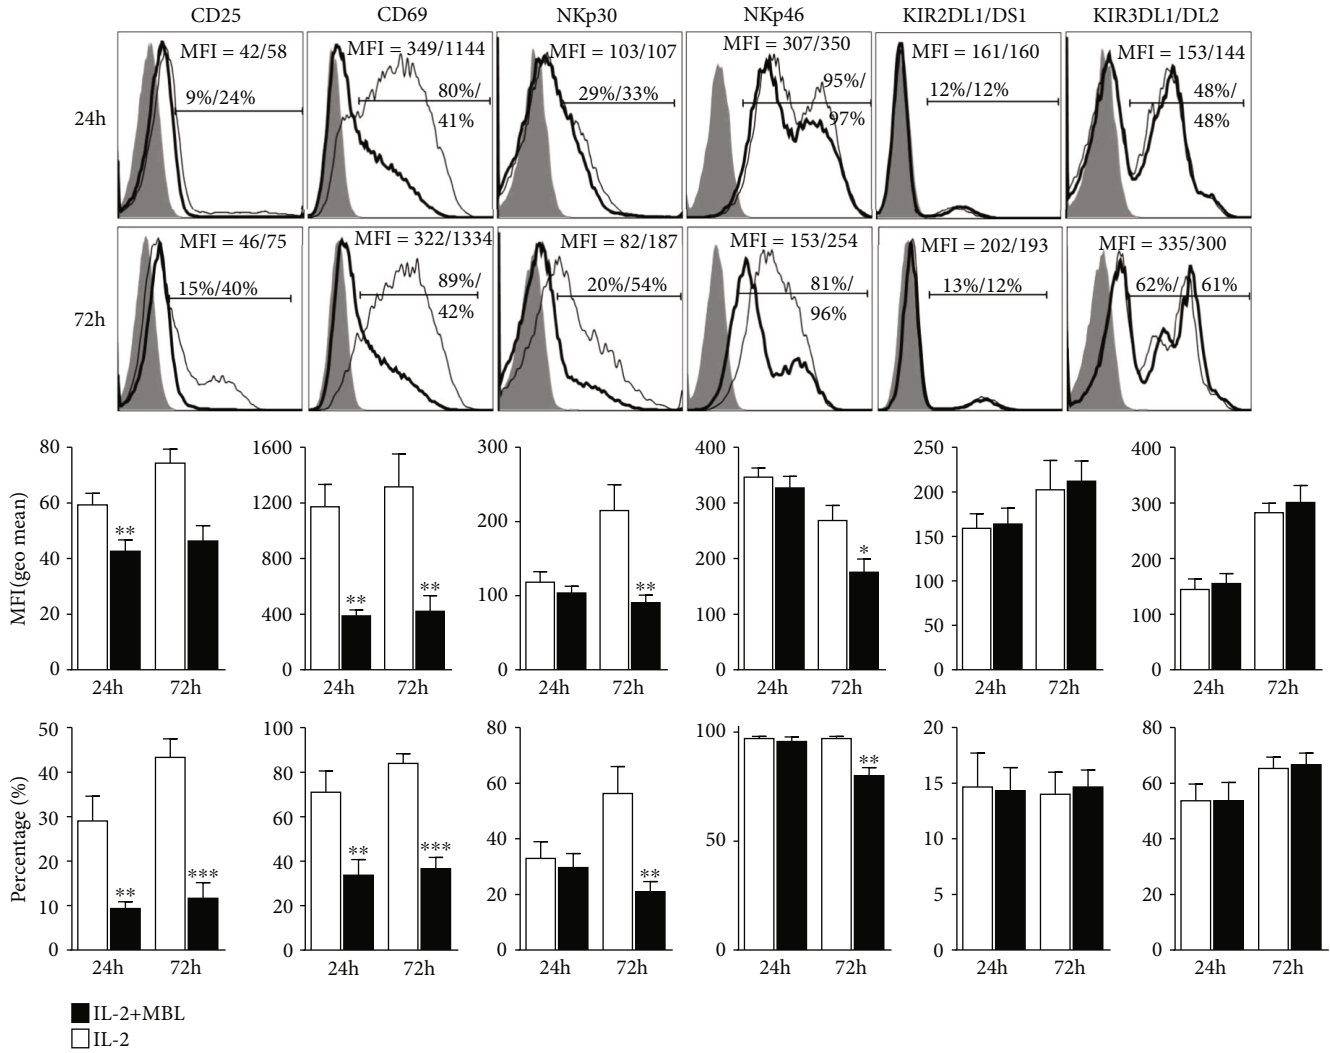 CD25 CD69 NKp30 NKp46 KIR2DL1/DS1 KIR3DL1/DL2
24h
MFI = 42/58
9%/24%
MFI = 349/1144
80%/
41%
MFI = 103/107
29%/33%
MFI = 307/350
95%/
97%
MFI = 161/160
12%/12%
MFI = 153/144
48%/
48%
72h
MFI = 46/75
15%/40%
MFI = 322/1334
89%/
42%
MFI = 82/187
20%/54%
MFI = 153/254
81%/
96%
MFI = 202/193
13%/12%
MFI = 335/300
62%/ 61%
MFI(geo mean)
80
60
40
20
0
**
24h 72h
1600
1200
800
400
0
** **
24h 72h
300
200
100
0
**
24h 72h
400
300
200
100
0
*
24h 72h
250
200
150
100
50
0
24h 72h
400
300
200
100
0
24h 72h
Percentage (%)
50
40
30
20
10
0
** ***
24h 72h
100
80
60
40
20
0
** ***
24h 72h
80
60
40
20
0
**
24h 72h
100
50
0
**
24h 72h
20
15
10
5
0
24h 72h
80
60
40
20
0
24h 72h
IL-2+MBL
IL-2